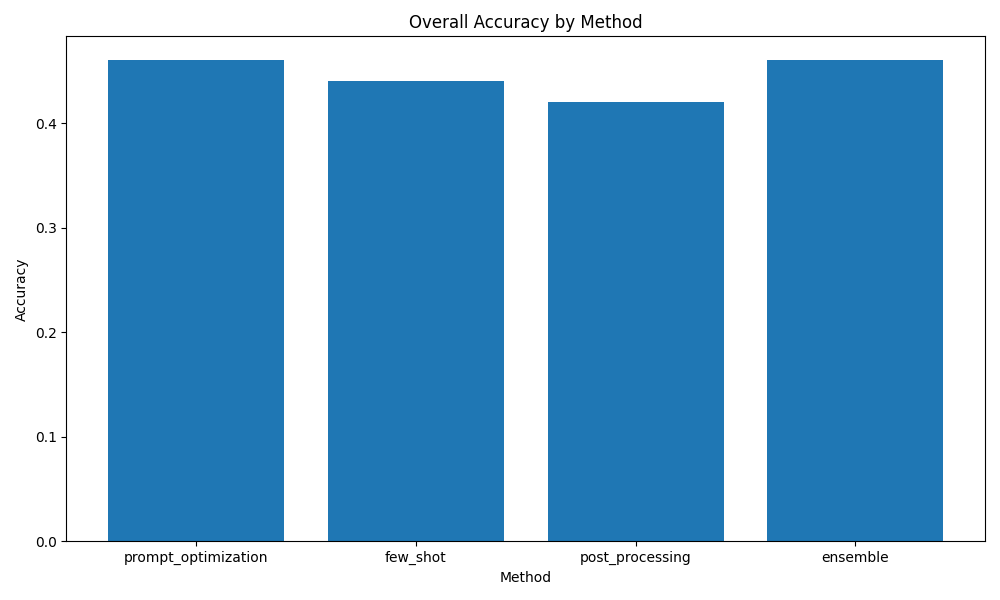 Overall Accuracy by Method
Accuracy
0.4
0.3
0.2
0.1
0.0
prompt_optimization
few_shot
post_processing
ensemble
Method